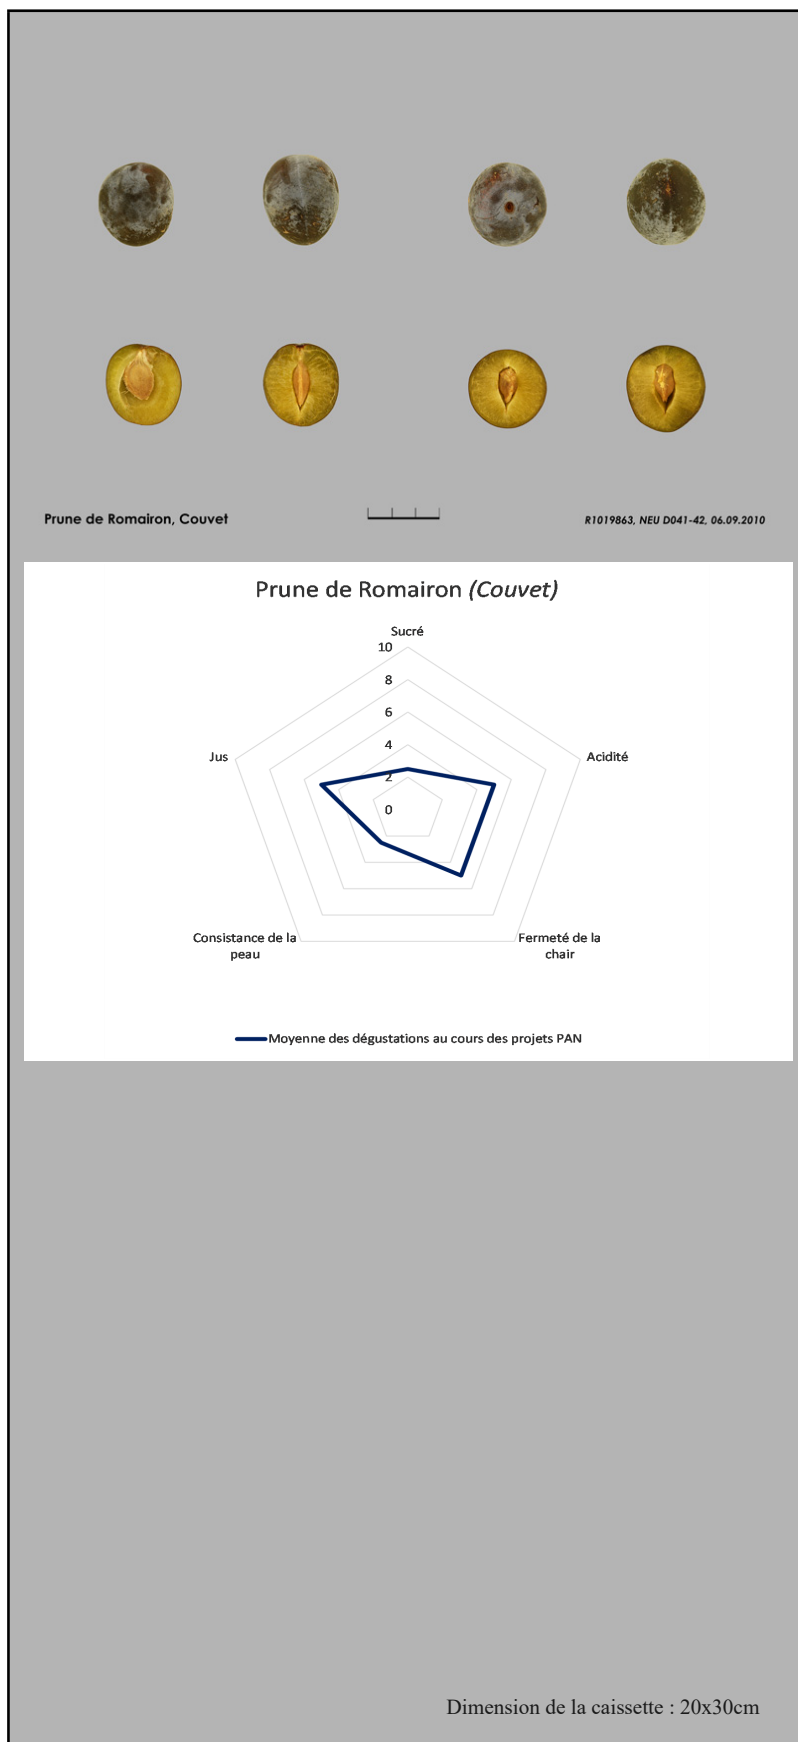 Prune de Romairon, Couvet
R1019863, NEU D041-42, 06.09.2010
Prune de Romairon (Couvet)
Sucré
10
8
6
4
2
0
Jus
Acidité
Consistance de la
peau
Fermeté de la
chair
Moyenne des dégustations au cours des projets PAN
Dimension de la caissette : 20x30cm